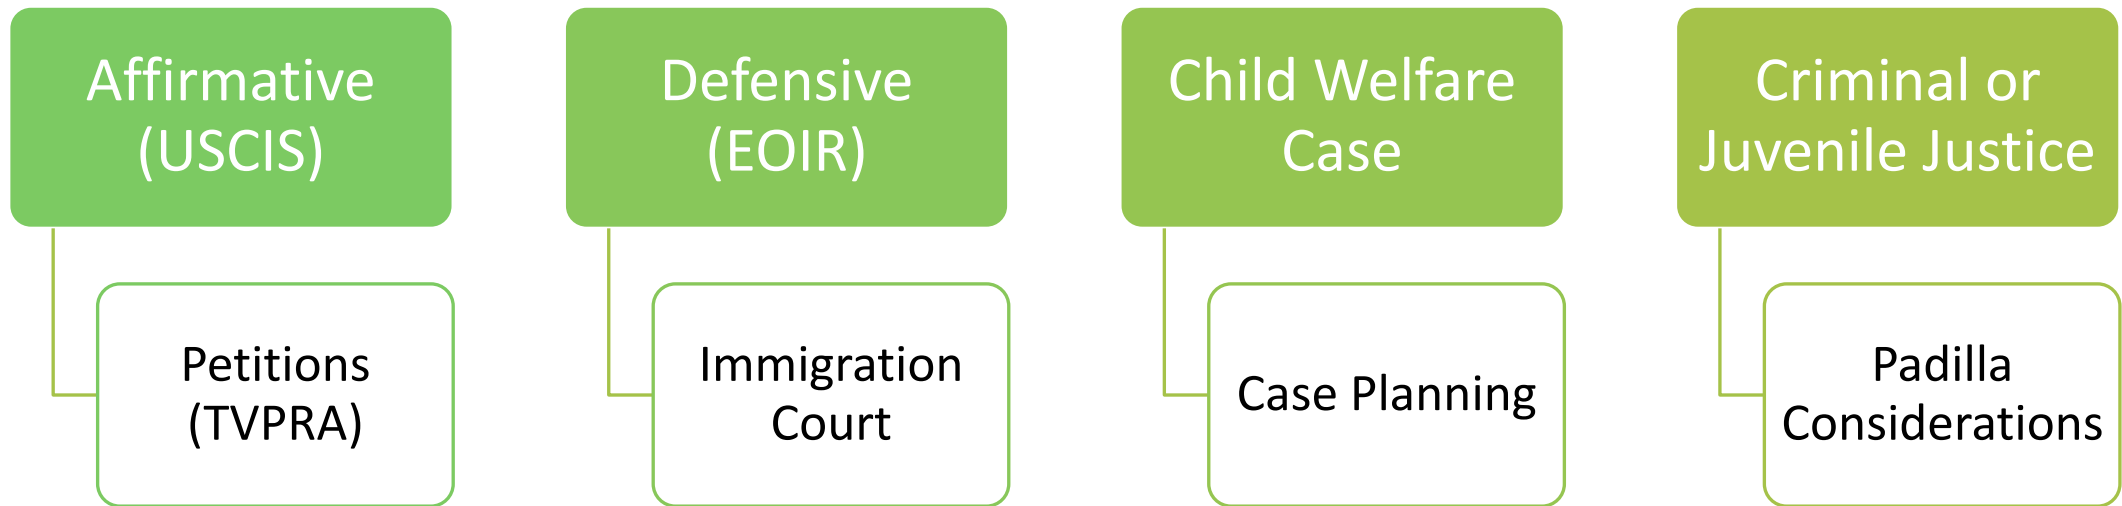 Affirmative
(USCIS)
Petitions
(TVPRA)
Defensive
(EOIR)
Immigration
Court
Child Welfare
Case
Case Planning
Criminal or
Juvenile Justice
Padilla
Considerations